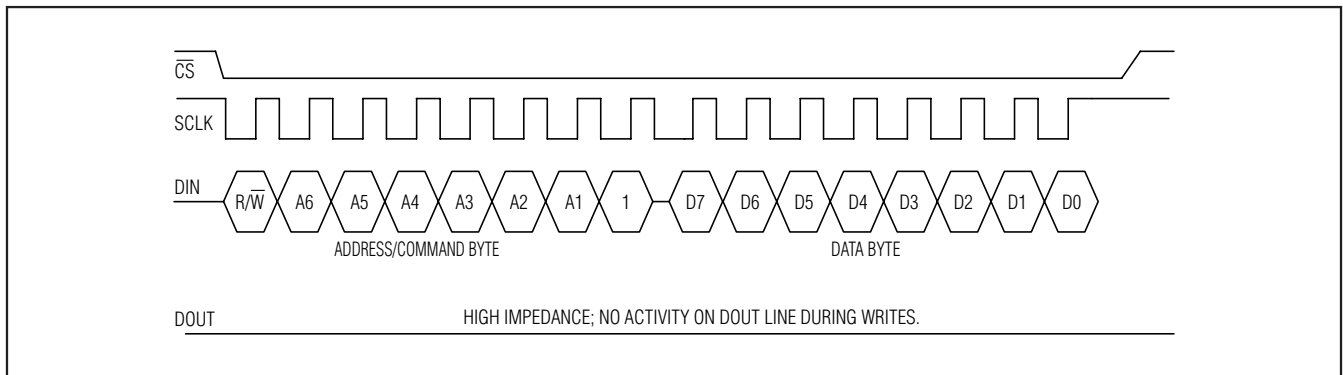 C̅S̅
SCLK
DIN
R/W̅ A6 A5 A4 A3 A2 A1 1 D7 D6 D5 D4 D3 D2 D1 D0
ADDRESS/COMMAND BYTE DATA BYTE
DOUT HIGH IMPEDANCE; NO ACTIVITY ON DOUT LINE DURING WRITES.